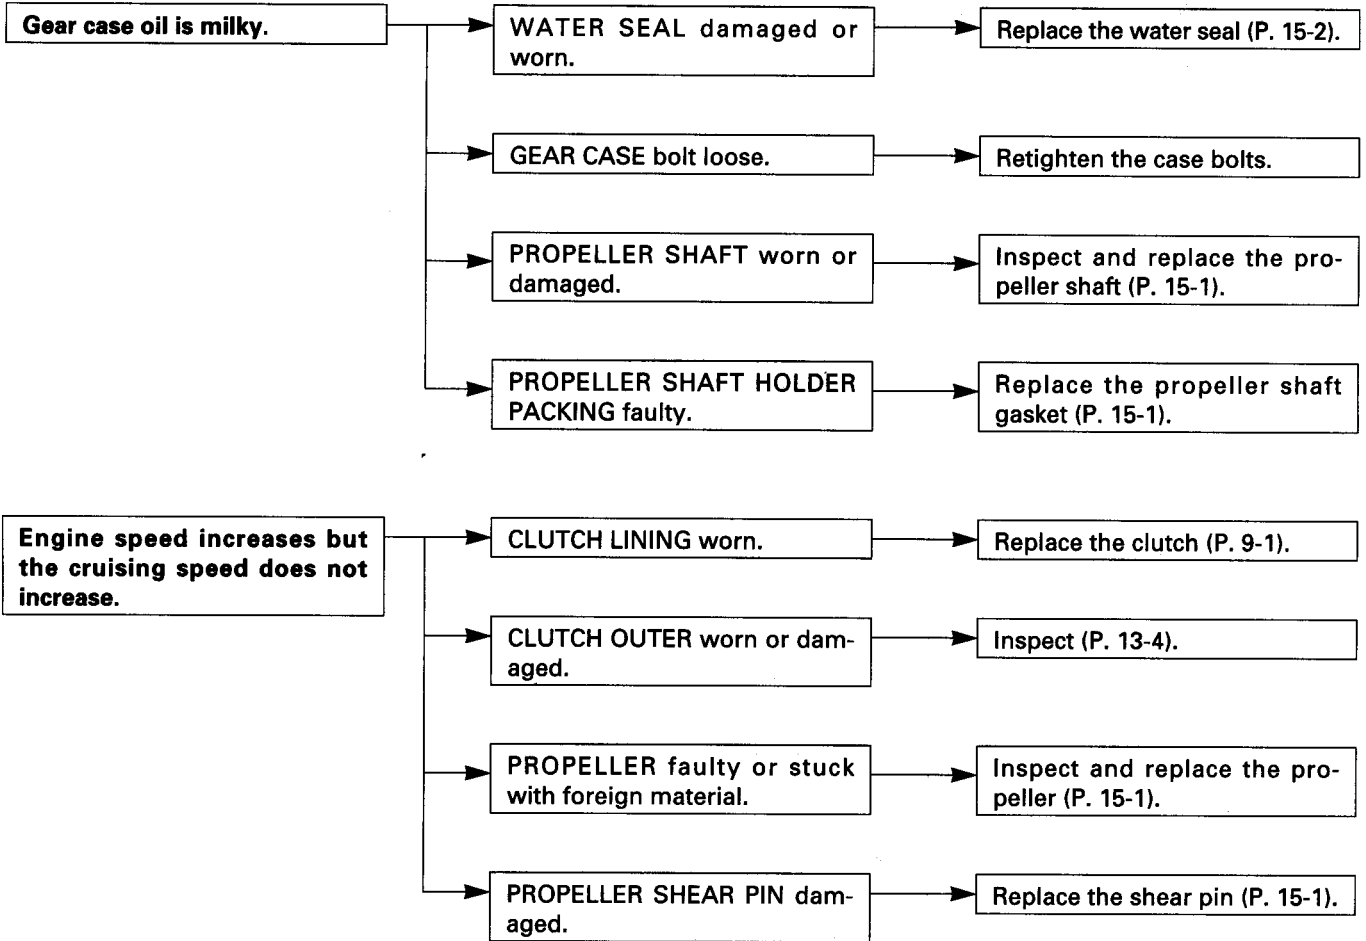 Gear case oil is milky.
WATER SEAL damaged or
worn.
Replace the water seal (P. 15-2).
GEAR CASE bolt loose.
Retighten the case bolts.
PROPELLER SHAFT worn or
damaged.
Inspect and replace the pro-
peller shaft (P. 15-1).
PROPELLER SHAFT HOLDER
PACKING faulty.
Replace the propeller shaft
gasket (P. 15-1).
Engine speed increases but
the cruising speed does not
increase.
CLUTCH LINING worn.
Replace the clutch (P. 9-1).
CLUTCH OUTER worn or dam-
aged.
Inspect (P. 13-4).
PROPELLER faulty or stuck
with foreign material.
Inspect and replace the pro-
peller (P. 15-1).
PROPELLER SHEAR PIN dam-
aged.
Replace the shear pin (P. 15-1).